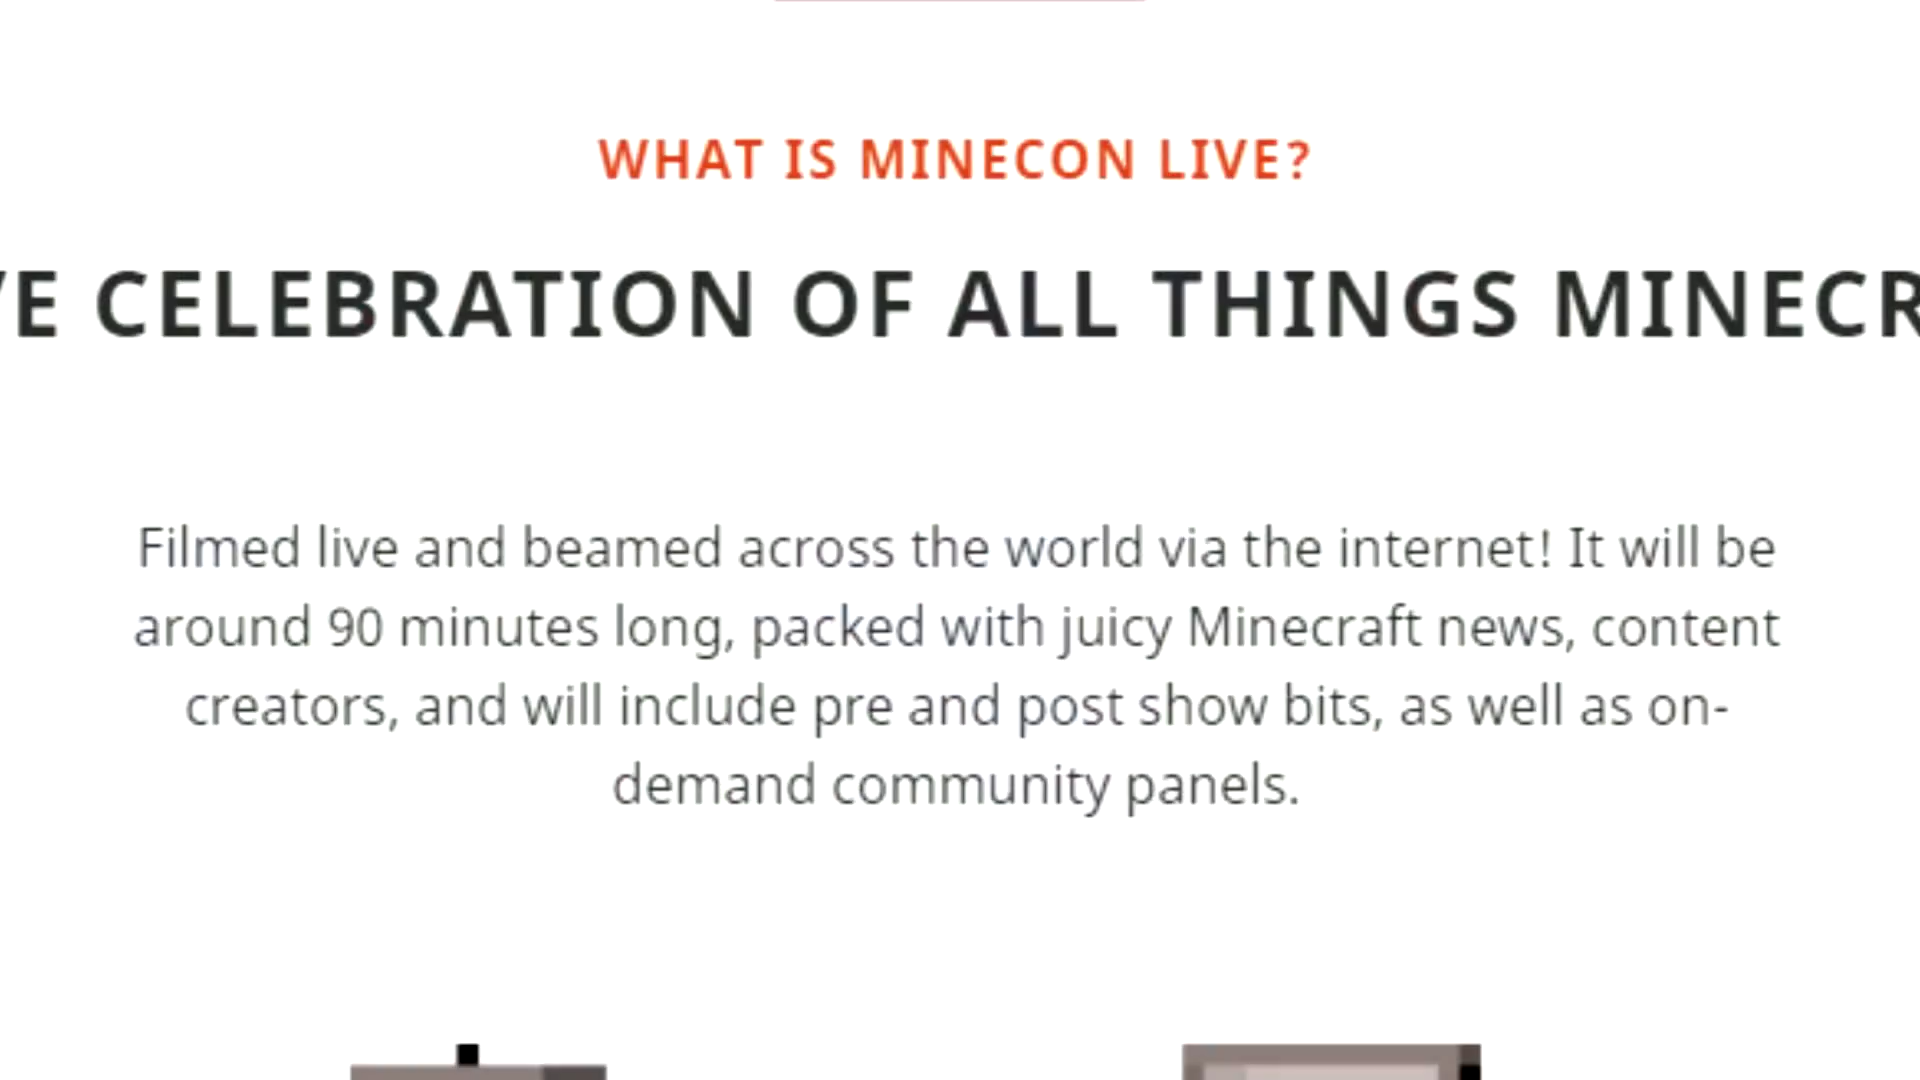 WHAT IS MINECON LIVE?
VE CELEBRATION OF ALL THINGS MINECR
Filmed live and beamed across the world via the internet! It will be
around 90 minutes long, packed with juicy Minecraft news, content
creators, and will include pre and post show bits, as well as on-
demand community panels.